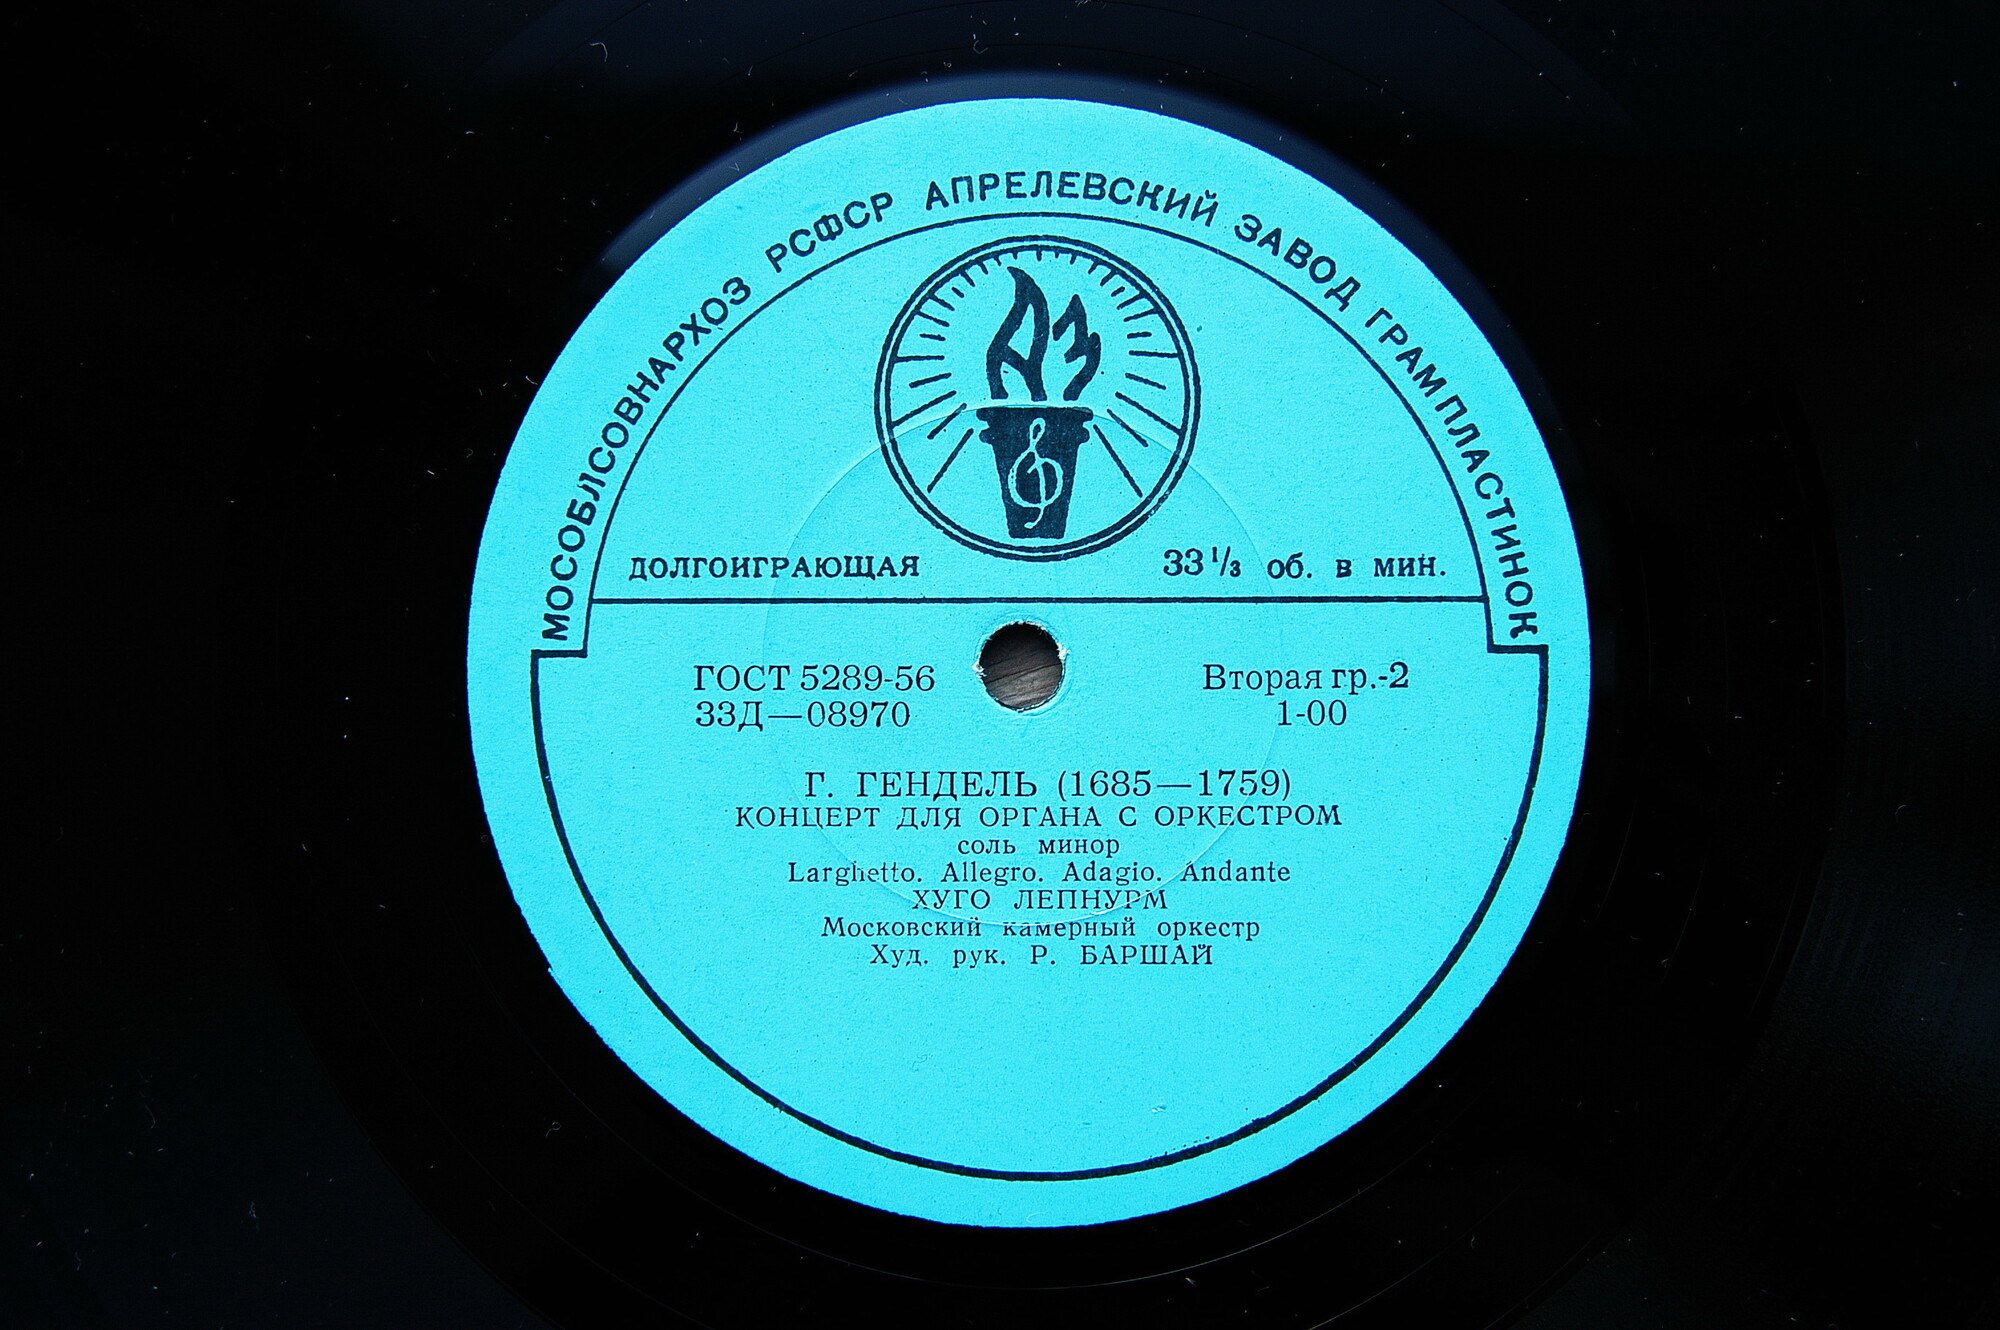 МОСОБЛСОВНАРХОЗ РСФСР АПРЕЛЕВСКИЙ ЗАВОД ГРАМПЛАСТИНОК
АЗ
ДОЛГОИГРАЮЩАЯ 33 1/3 об. в мин.
ГОСТ 5289-56 Вторая гр.-2
33Д—08970 1-00
Г. ГЕНДЕЛЬ (1685—1759)
КОНЦЕРТ ДЛЯ ОРГАНА С ОРКЕСТРОМ
соль минор
Larghetto. Allegro. Adagio. Andante
ХУГО ЛЕПНУРМ
Московский камерный оркестр
Худ. рук. Р. БАРШАЙ